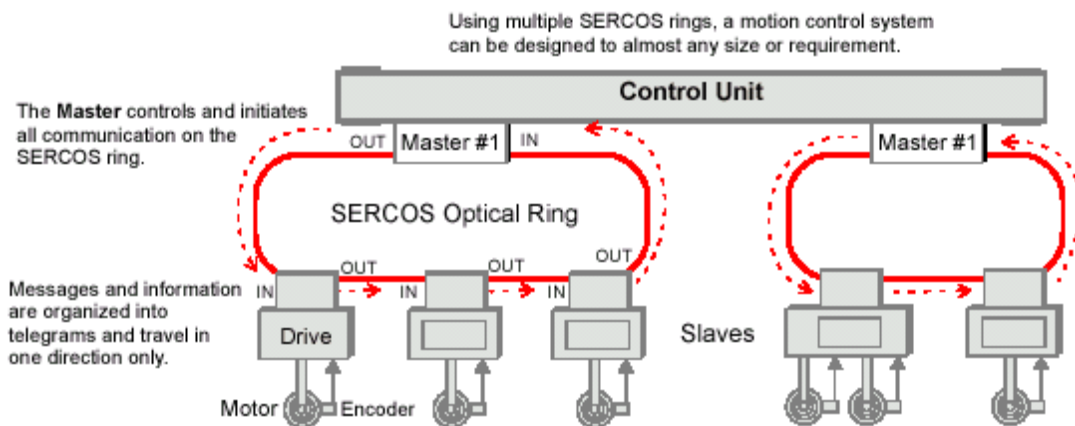 Using multiple SERCOS rings, a motion control system
can be designed to almost any size or requirement.
Control Unit
The Master controls and initiates
all communication on the
SERCOS ring.
OUT
Master #1
IN
Master #1
SERCOS Optical Ring
OUT
OUT
OUT
IN
IN
IN
Messages and information
are organized into
telegrams and travel in
one direction only.
Drive
Slaves
Motor
Encoder